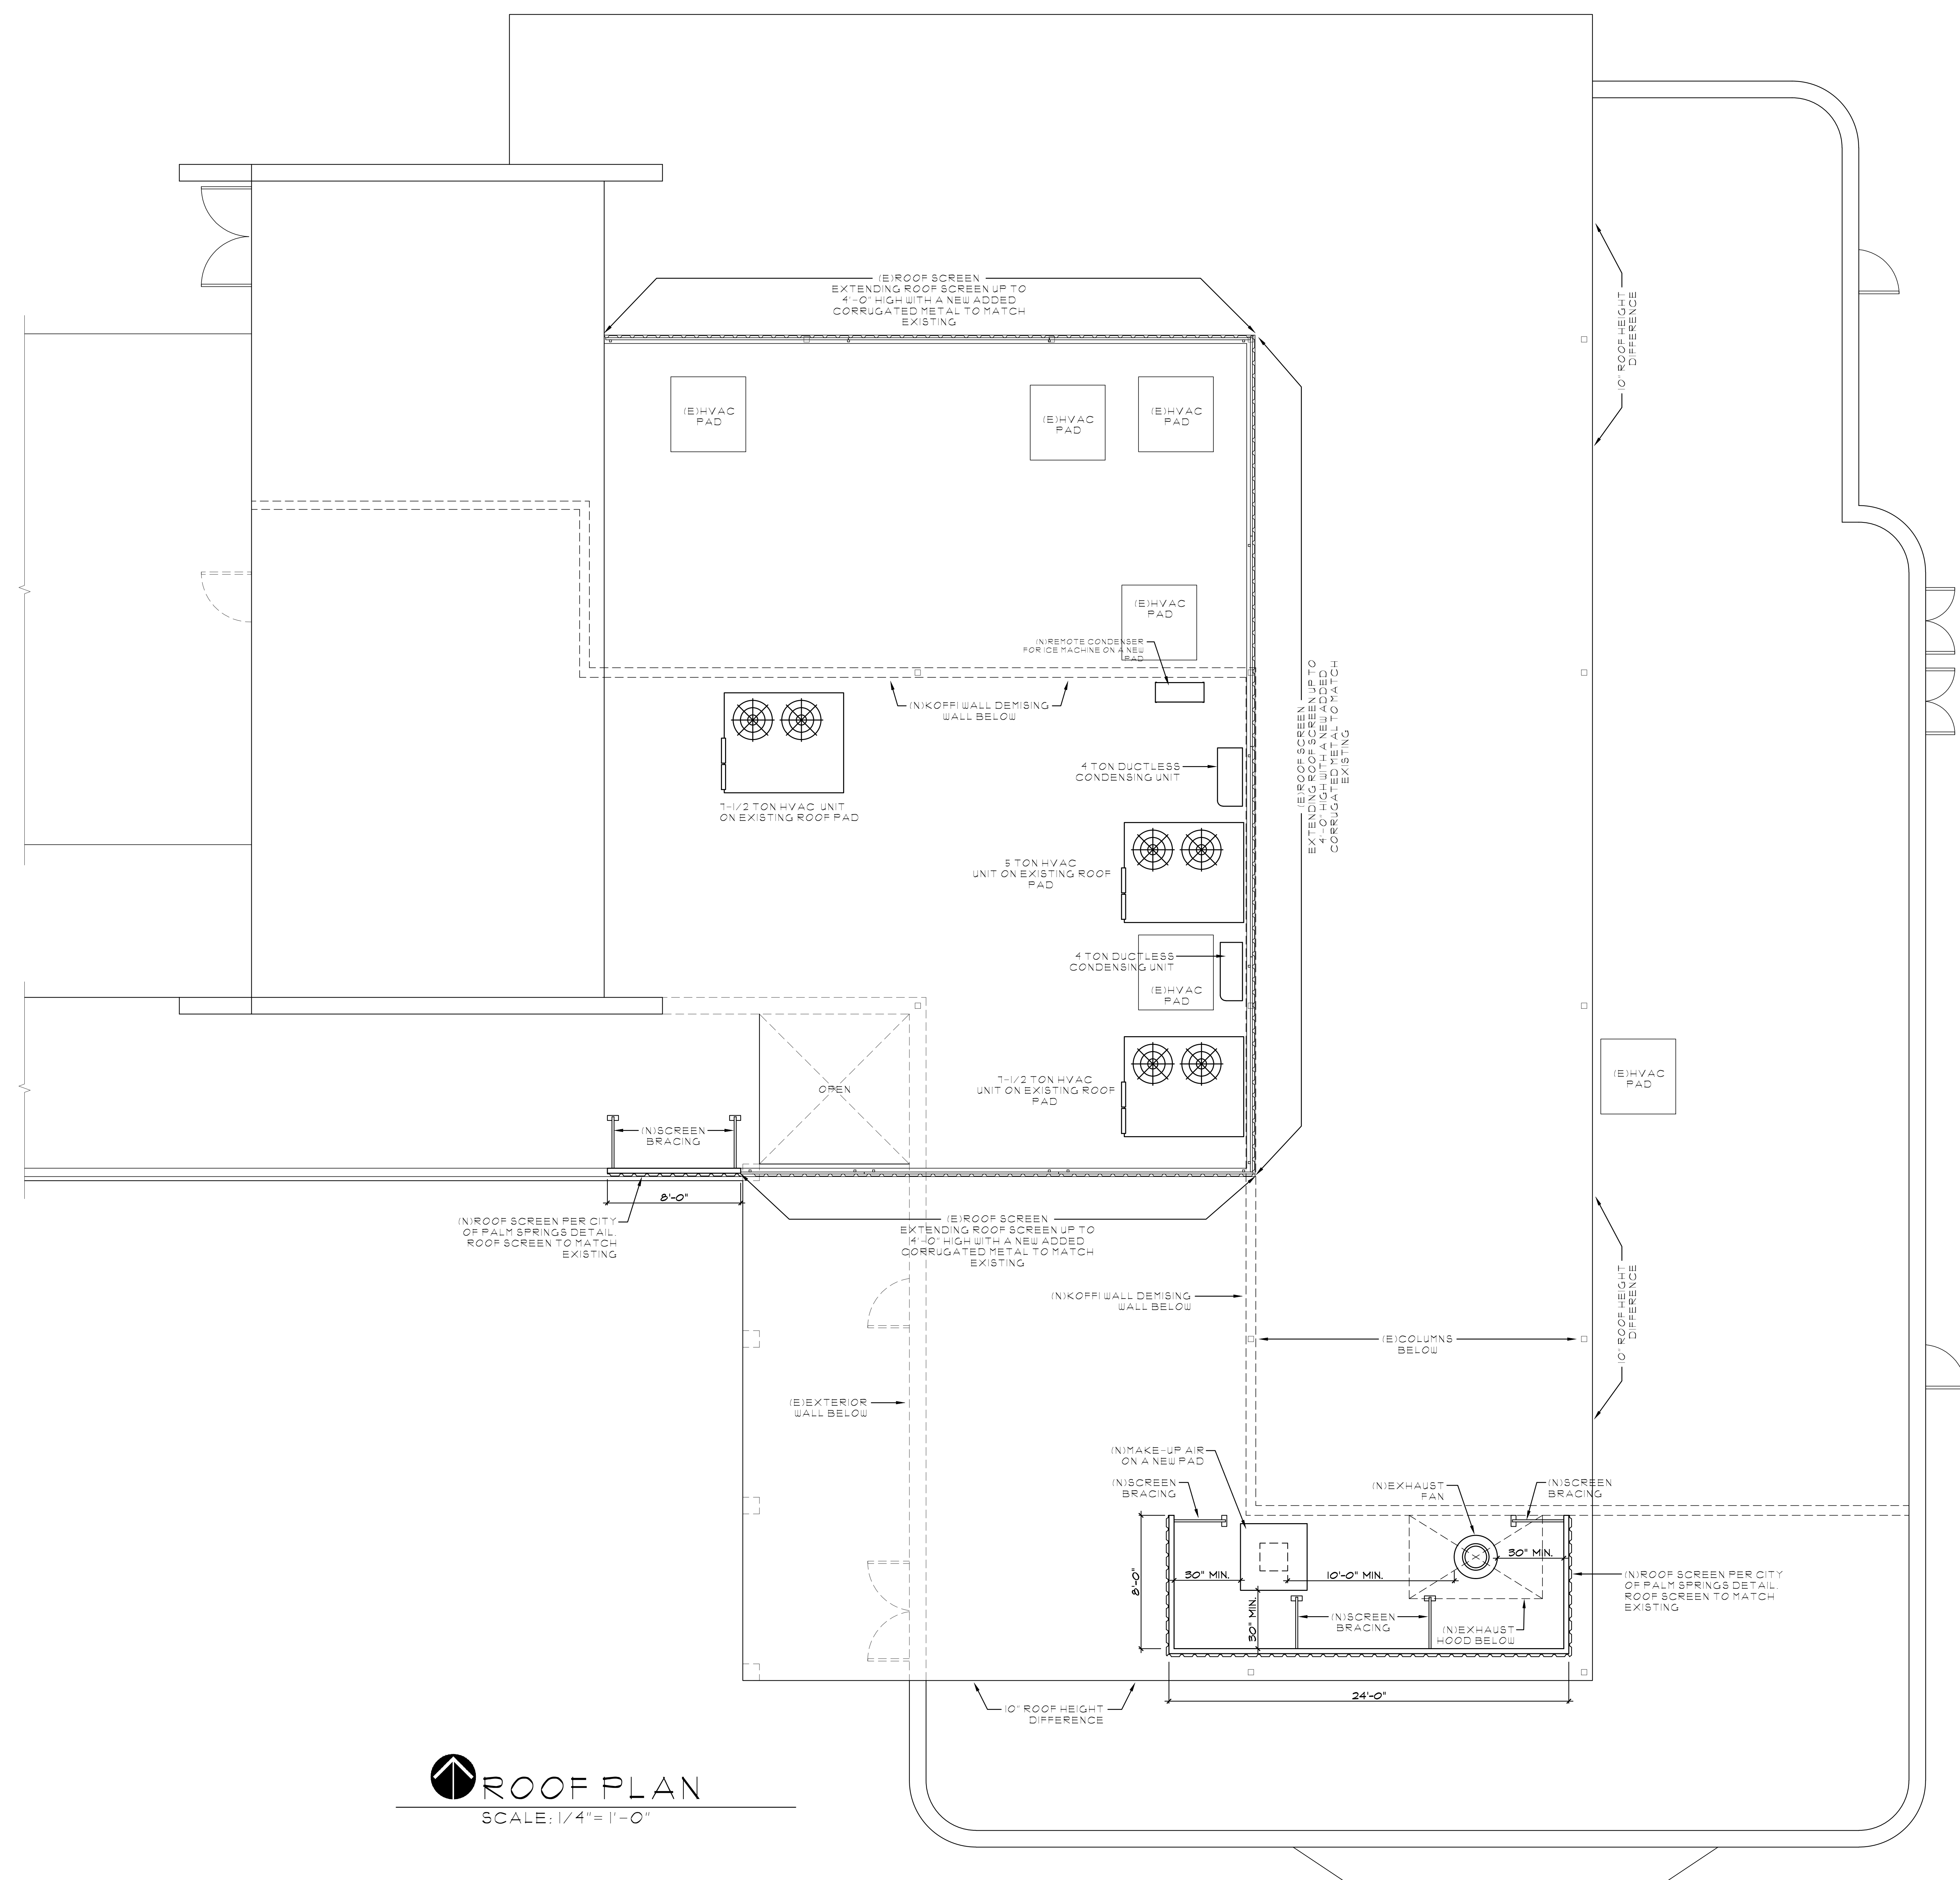 (E)ROOF SCREEN
EXTENDING ROOF SCREEN UP TO
4'-0" HIGH WITH A NEW ADDED
CORRUGATED METAL TO MATCH
EXISTING
10" ROOF HEIGHT
DIFFERENCE
(E)HVAC
PAD
(E)HVAC
PAD
(E)HVAC
PAD
(E)HVAC
PAD
(N)REMOTE CONDENSER
FOR ICE MACHINE ON A NEW
PAD
(N)KOFFI WALL DEMISING
WALL BELOW
(E)ROOF SCREEN
EXTENDING ROOF SCREEN UP TO
4'-0" HIGH WITH A NEW ADDED
CORRUGATED METAL TO MATCH
EXISTING
4 TON DUCTLESS
CONDENSING UNIT
7-1/2 TON HVAC UNIT
ON EXISTING ROOF PAD
5 TON HVAC
UNIT ON EXISTING ROOF
PAD
4 TON DUCTLESS
CONDENSING UNIT
(E)HVAC
PAD
7-1/2 TON HVAC
UNIT ON EXISTING ROOF
PAD
(E)HVAC
PAD
OPEN
(N)SCREEN
BRACING
8'-0"
(N)ROOF SCREEN PER CITY
OF PALM SPRINGS DETAIL.
ROOF SCREEN TO MATCH
EXISTING
(E)ROOF SCREEN
EXTENDING ROOF SCREEN UP TO
4'-0" HIGH WITH A NEW ADDED
CORRUGATED METAL TO MATCH
EXISTING
(N)KOFFI WALL DEMISING
WALL BELOW
10" ROOF HEIGHT
DIFFERENCE
(E)COLUMNS
BELOW
(E)EXTERIOR
WALL BELOW
(N)MAKE-UP AIR
ON A NEW PAD
(N)SCREEN
BRACING
(N)EXHAUST
FAN
(N)SCREEN
BRACING
8'-0"
30" MIN.
10'-0" MIN.
30" MIN.
30" MIN.
(N)SCREEN
BRACING
(N)EXHAUST
HOOD BELOW
(N)ROOF SCREEN PER CITY
OF PALM SPRINGS DETAIL.
ROOF SCREEN TO MATCH
EXISTING
24'-0"
10" ROOF HEIGHT
DIFFERENCE
ROOF PLAN
SCALE: 1/4"=1'-0"